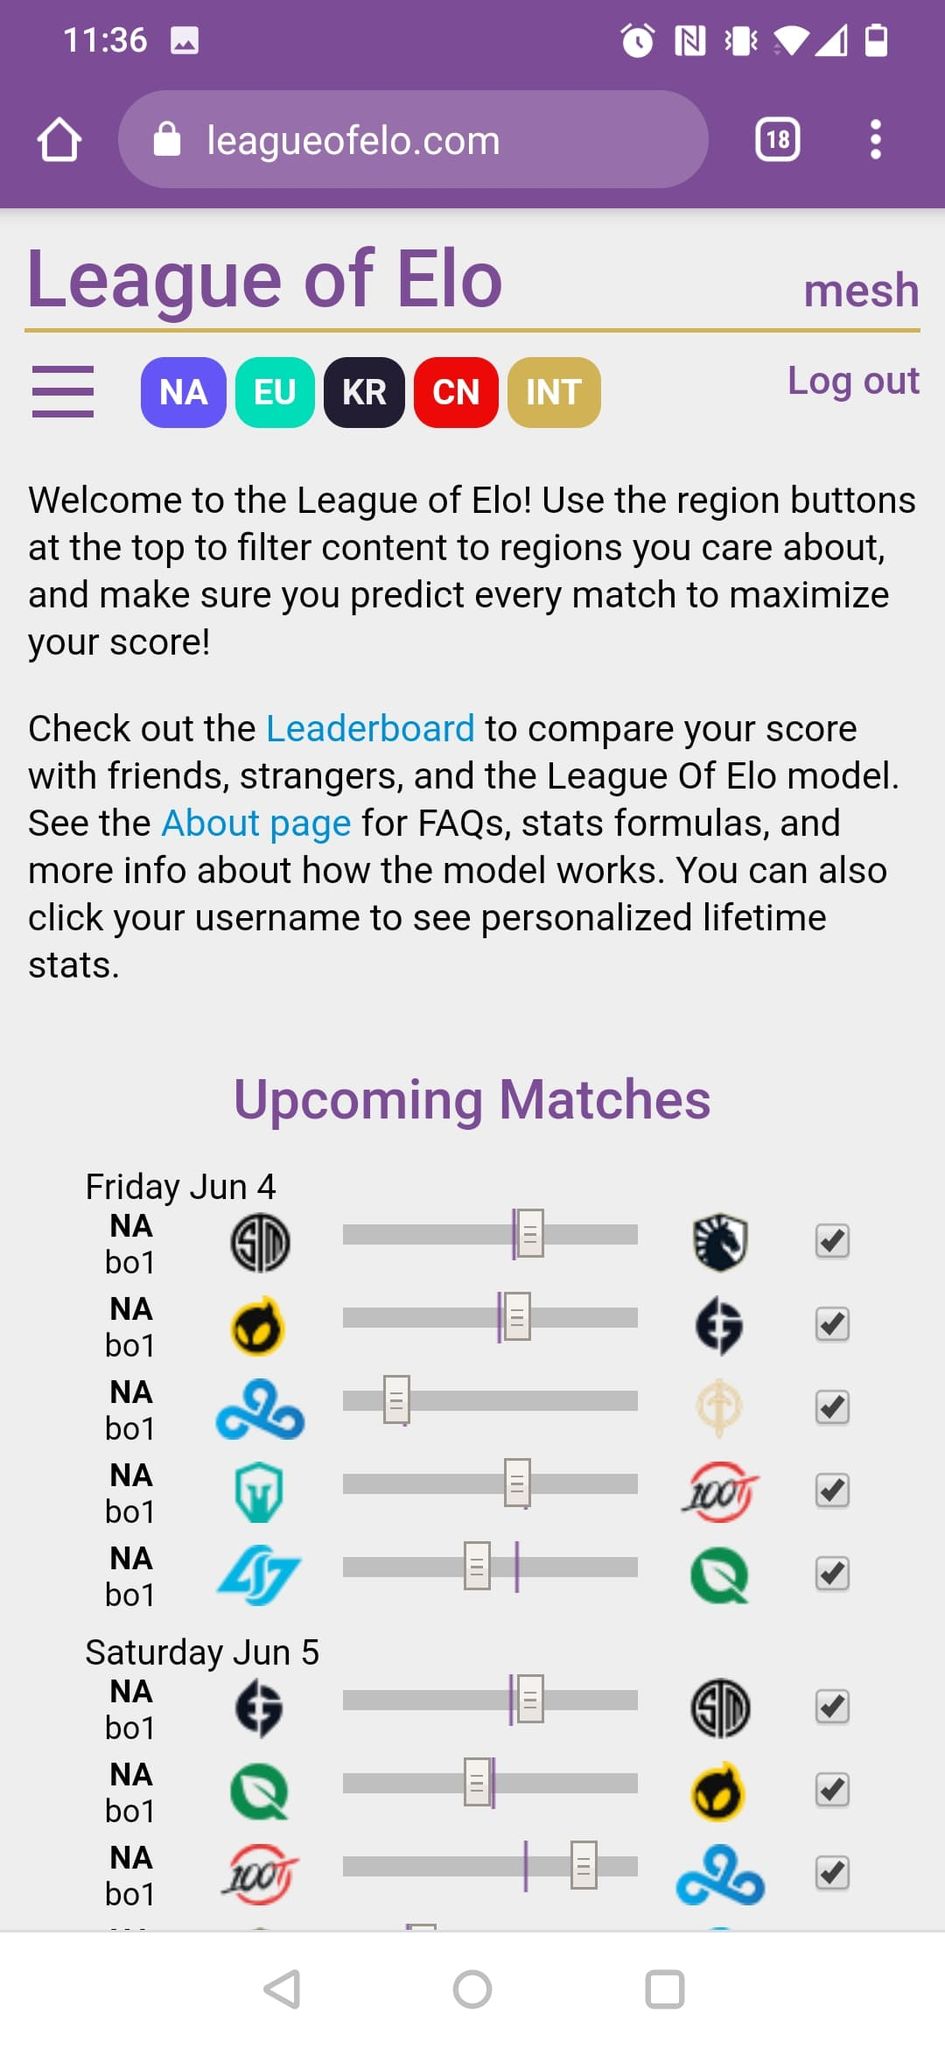 11:36
leagueofelo.com
18
League of Elo
mesh
NA
EU
KR
CN
INT
Log out
Welcome to the League of Elo! Use the region buttons
at the top to filter content to regions you care about,
and make sure you predict every match to maximize
your score!
Check out the Leaderboard to compare your score
with friends, strangers, and the League Of Elo model.
See the About page for FAQs, stats formulas, and
more info about how the model works. You can also
click your username to see personalized lifetime
stats.
Upcoming Matches
Friday Jun 4
NA
bo1
NA
bo1
NA
bo1
NA
bo1
100T
NA
bo1
Saturday Jun 5
NA
bo1
NA
bo1
NA
bo1
100T